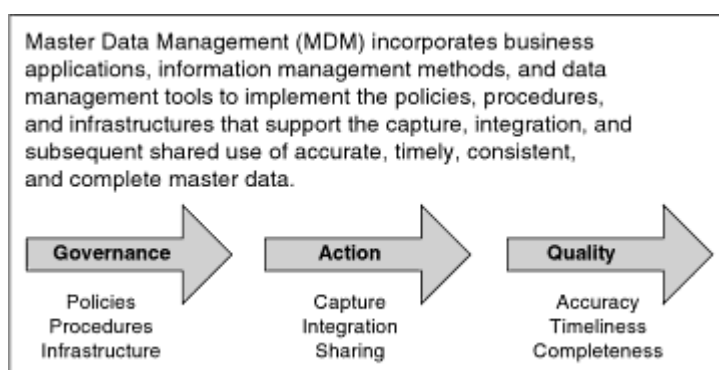 Master Data Management (MDM) incorporates business
applications, information management methods, and data
management tools to implement the policies, procedures,
and infrastructures that support the capture, integration, and
subsequent shared use of accurate, timely, consistent,
and complete master data.
Governance
Action
Quality
Policies
Procedures
Infrastructure
Capture
Integration
Sharing
Accuracy
Timeliness
Completeness